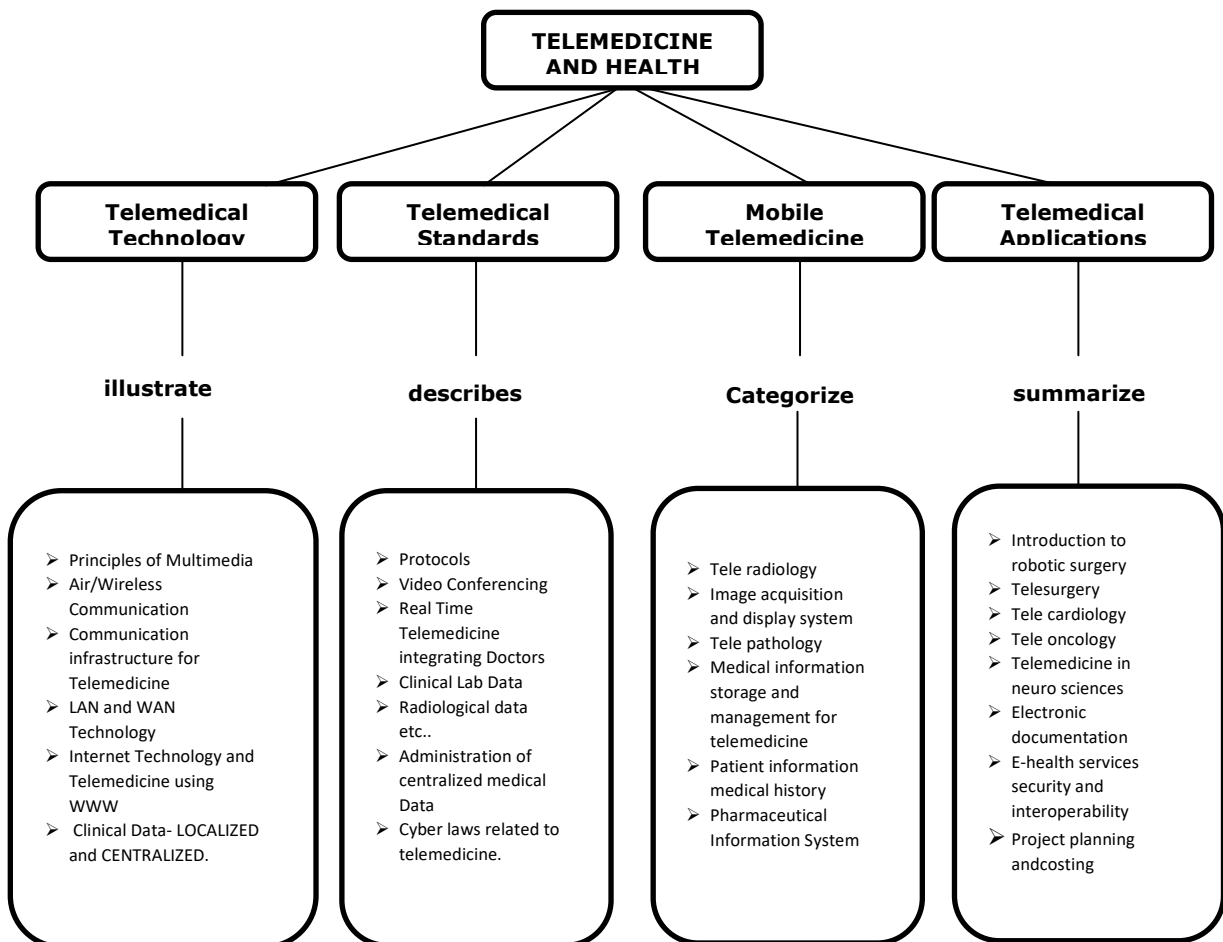 TELEMEDICINE
AND HEALTH
Telemedical
Technology
Telemedical
Standards
Mobile
Telemedicine
Telemedical
Applications
illustrate
describes
Categorize
summarize
➢ Principles of Multimedia
➢ Air/Wireless
Communication
➢ Communication
infrastructure for
Telemedicine
➢ LAN and WAN
Technology
➢ Internet Technology and
Telemedicine using
WWW
➢ Clinical Data- LOCALIZED
and CENTRALIZED.
➢ Protocols
➢ Video Conferencing
➢ Real Time
Telemedicine
integrating Doctors
➢ Clinical Lab Data
➢ Radiological data
etc..
➢ Administration of
centralized medical
Data
➢ Cyber laws related to
telemedicine.
➢ Tele radiology
➢ Image acquisition
and display system
➢ Tele pathology
➢ Medical information
storage and
management for
telemedicine
➢ Patient information
medical history
➢ Pharmaceutical
Information System
➢ Introduction to
robotic surgery
➢ Telesurgery
➢ Tele cardiology
➢ Tele oncology
➢ Telemedicine in
neuro sciences
➢ Electronic
documentation
➢ E-health services
security and
interoperability
➢ Project planning
andcosting